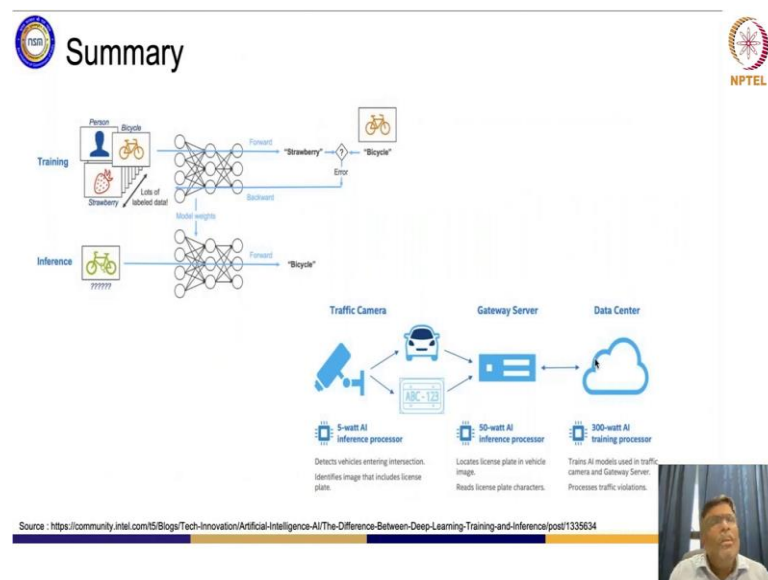 nsm
Summary
NPTEL
Person
Bicycle
Training
Strawberry
Lots of
labeled data!
Forward
"Strawberry"
?
"Bicycle"
Error
Backward
Model weights
Inference
??????
Forward
"Bicycle"
Traffic Camera
Gateway Server
Data Center
ABC-123
5-watt AI
inference processor
50-watt AI
inference processor
300-watt AI
training processor
Detects vehicles entering intersection.
Identifies image that includes license
plate.
Locates license plate in vehicle
image.
Reads license plate characters.
Trains AI models used in traffic
camera and Gateway Server.
Processes traffic violations.
Source : https://community.intel.com/t5/Blogs/Tech-Innovation/Artificial-Intelligence-AI/The-Difference-Between-Deep-Learning-Training-and-Inference/post/1335634